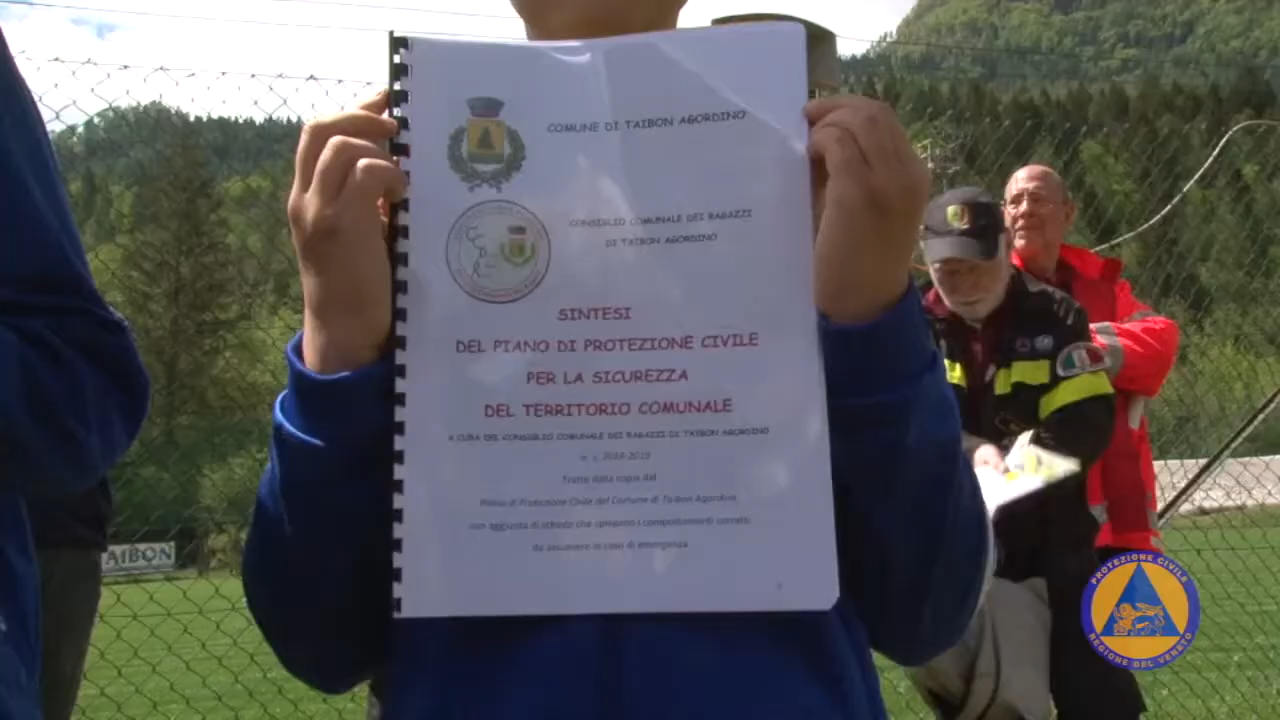 COMUNE DI TAIBON AGORDINO
CONSIGLIO COMUNALE DEI RAGAZZI
DI TAIBON AGORDINO
SINTESI
DEL PIANO DI PROTEZIONE CIVILE
PER LA SICUREZZA
DEL TERRITORIO COMUNALE
A CURA DEL CONSIGLIO COMUNALE DEI RAGAZZI DI TAIBON AGORDINO
a. s. 2018-2019
Tratto dalla copia del
Piano di Protezione Civile del Comune di Taibon Agordino
con aggiunta di schede che spiegano i comportamenti corretti
da assumere in caso di emergenza
AIBON
PROTEZIONE CIVILE
REGIONE DEL VENETO